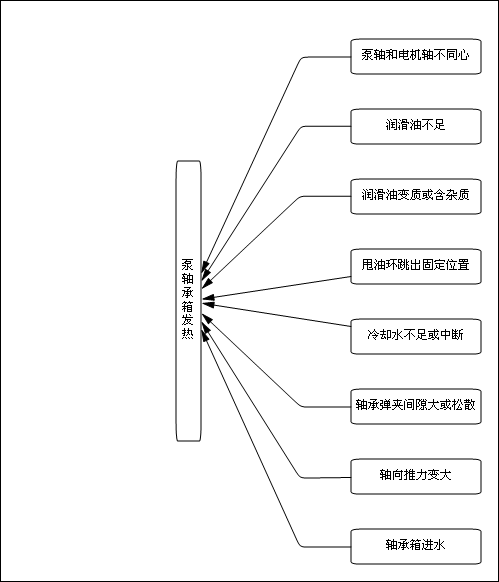 泵轴和电机轴不同心
润滑油不足
润滑油变质或含杂质
泵轴承箱发热
甩油环跳出固定位置
冷却水不足或中断
轴承弹夹间隙大或松散
轴向推力变大
轴承箱进水